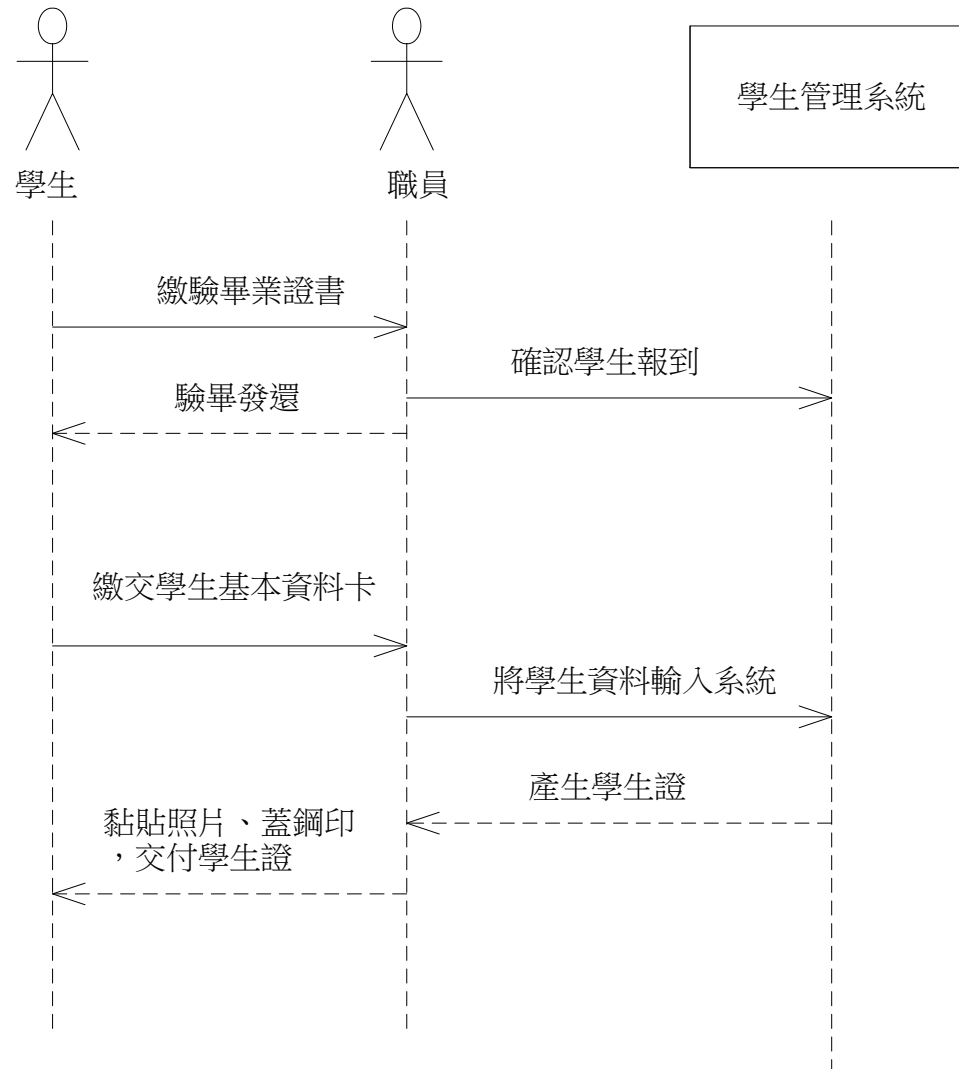 學生
職員
學生管理系統
繳驗畢業證書
確認學生報到
驗畢發還
繳交學生基本資料卡
將學生資料輸入系統
產生學生證
黏貼照片、蓋鋼印
，交付學生證